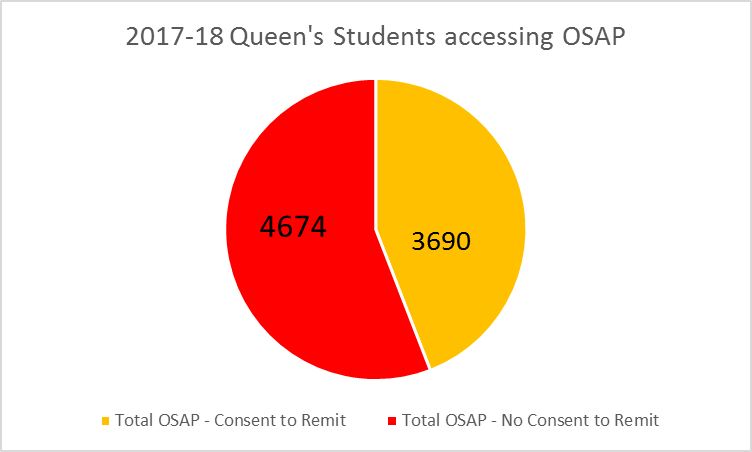 2017-18 Queen's Students accessing OSAP
4674
3690
Total OSAP - Consent to Remit
Total OSAP - No Consent to Remit